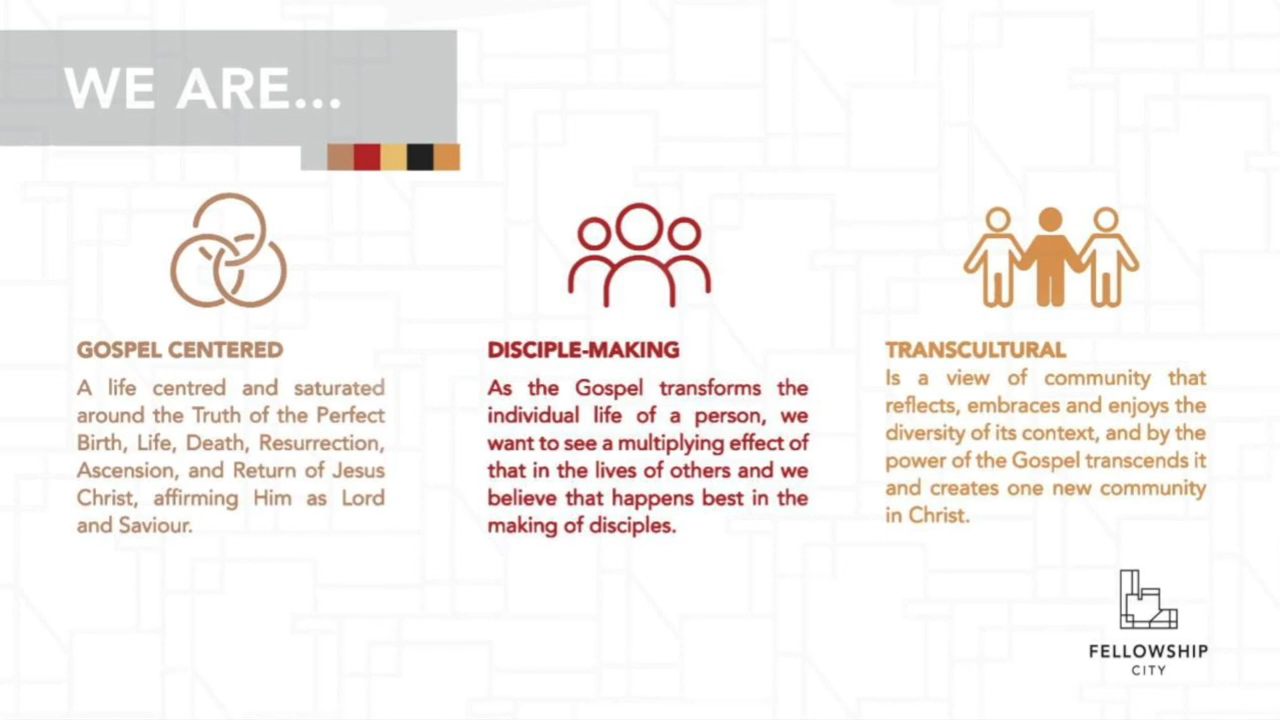 WE ARE...
GOSPEL CENTERED
A life centred and saturated
around the Truth of the Perfect
Birth, Life, Death, Resurrection,
Ascension, and Return of Jesus
Christ, affirming Him as Lord
and Saviour.
DISCIPLE-MAKING
As the Gospel transforms the
individual life of a person, we
want to see a multiplying effect of
that in the lives of others and we
believe that happens best in the
making of disciples.
TRANSCULTURAL
Is a view of community that
reflects, embraces and enjoys the
diversity of its context, and by the
power of the Gospel transcends it
and creates one new community
in Christ.
FELLOWSHIP
CITY